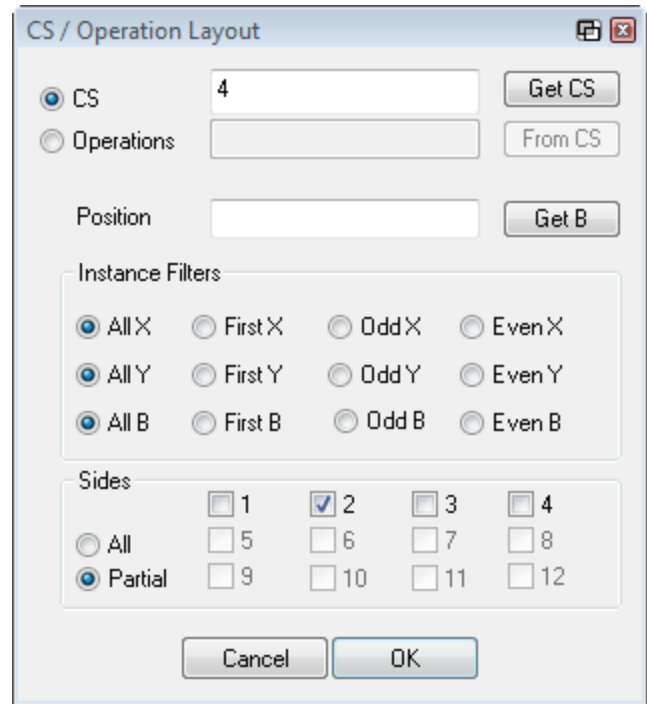 CS / Operation Layout
CS 4 Get CS
Operations From CS
Position Get B
Instance Filters
All X First X Odd X Even X
All Y First Y Odd Y Even Y
All B First B Odd B Even B
Sides
1 2 3 4
All 5 6 7 8
Partial 9 10 11 12
Cancel OK